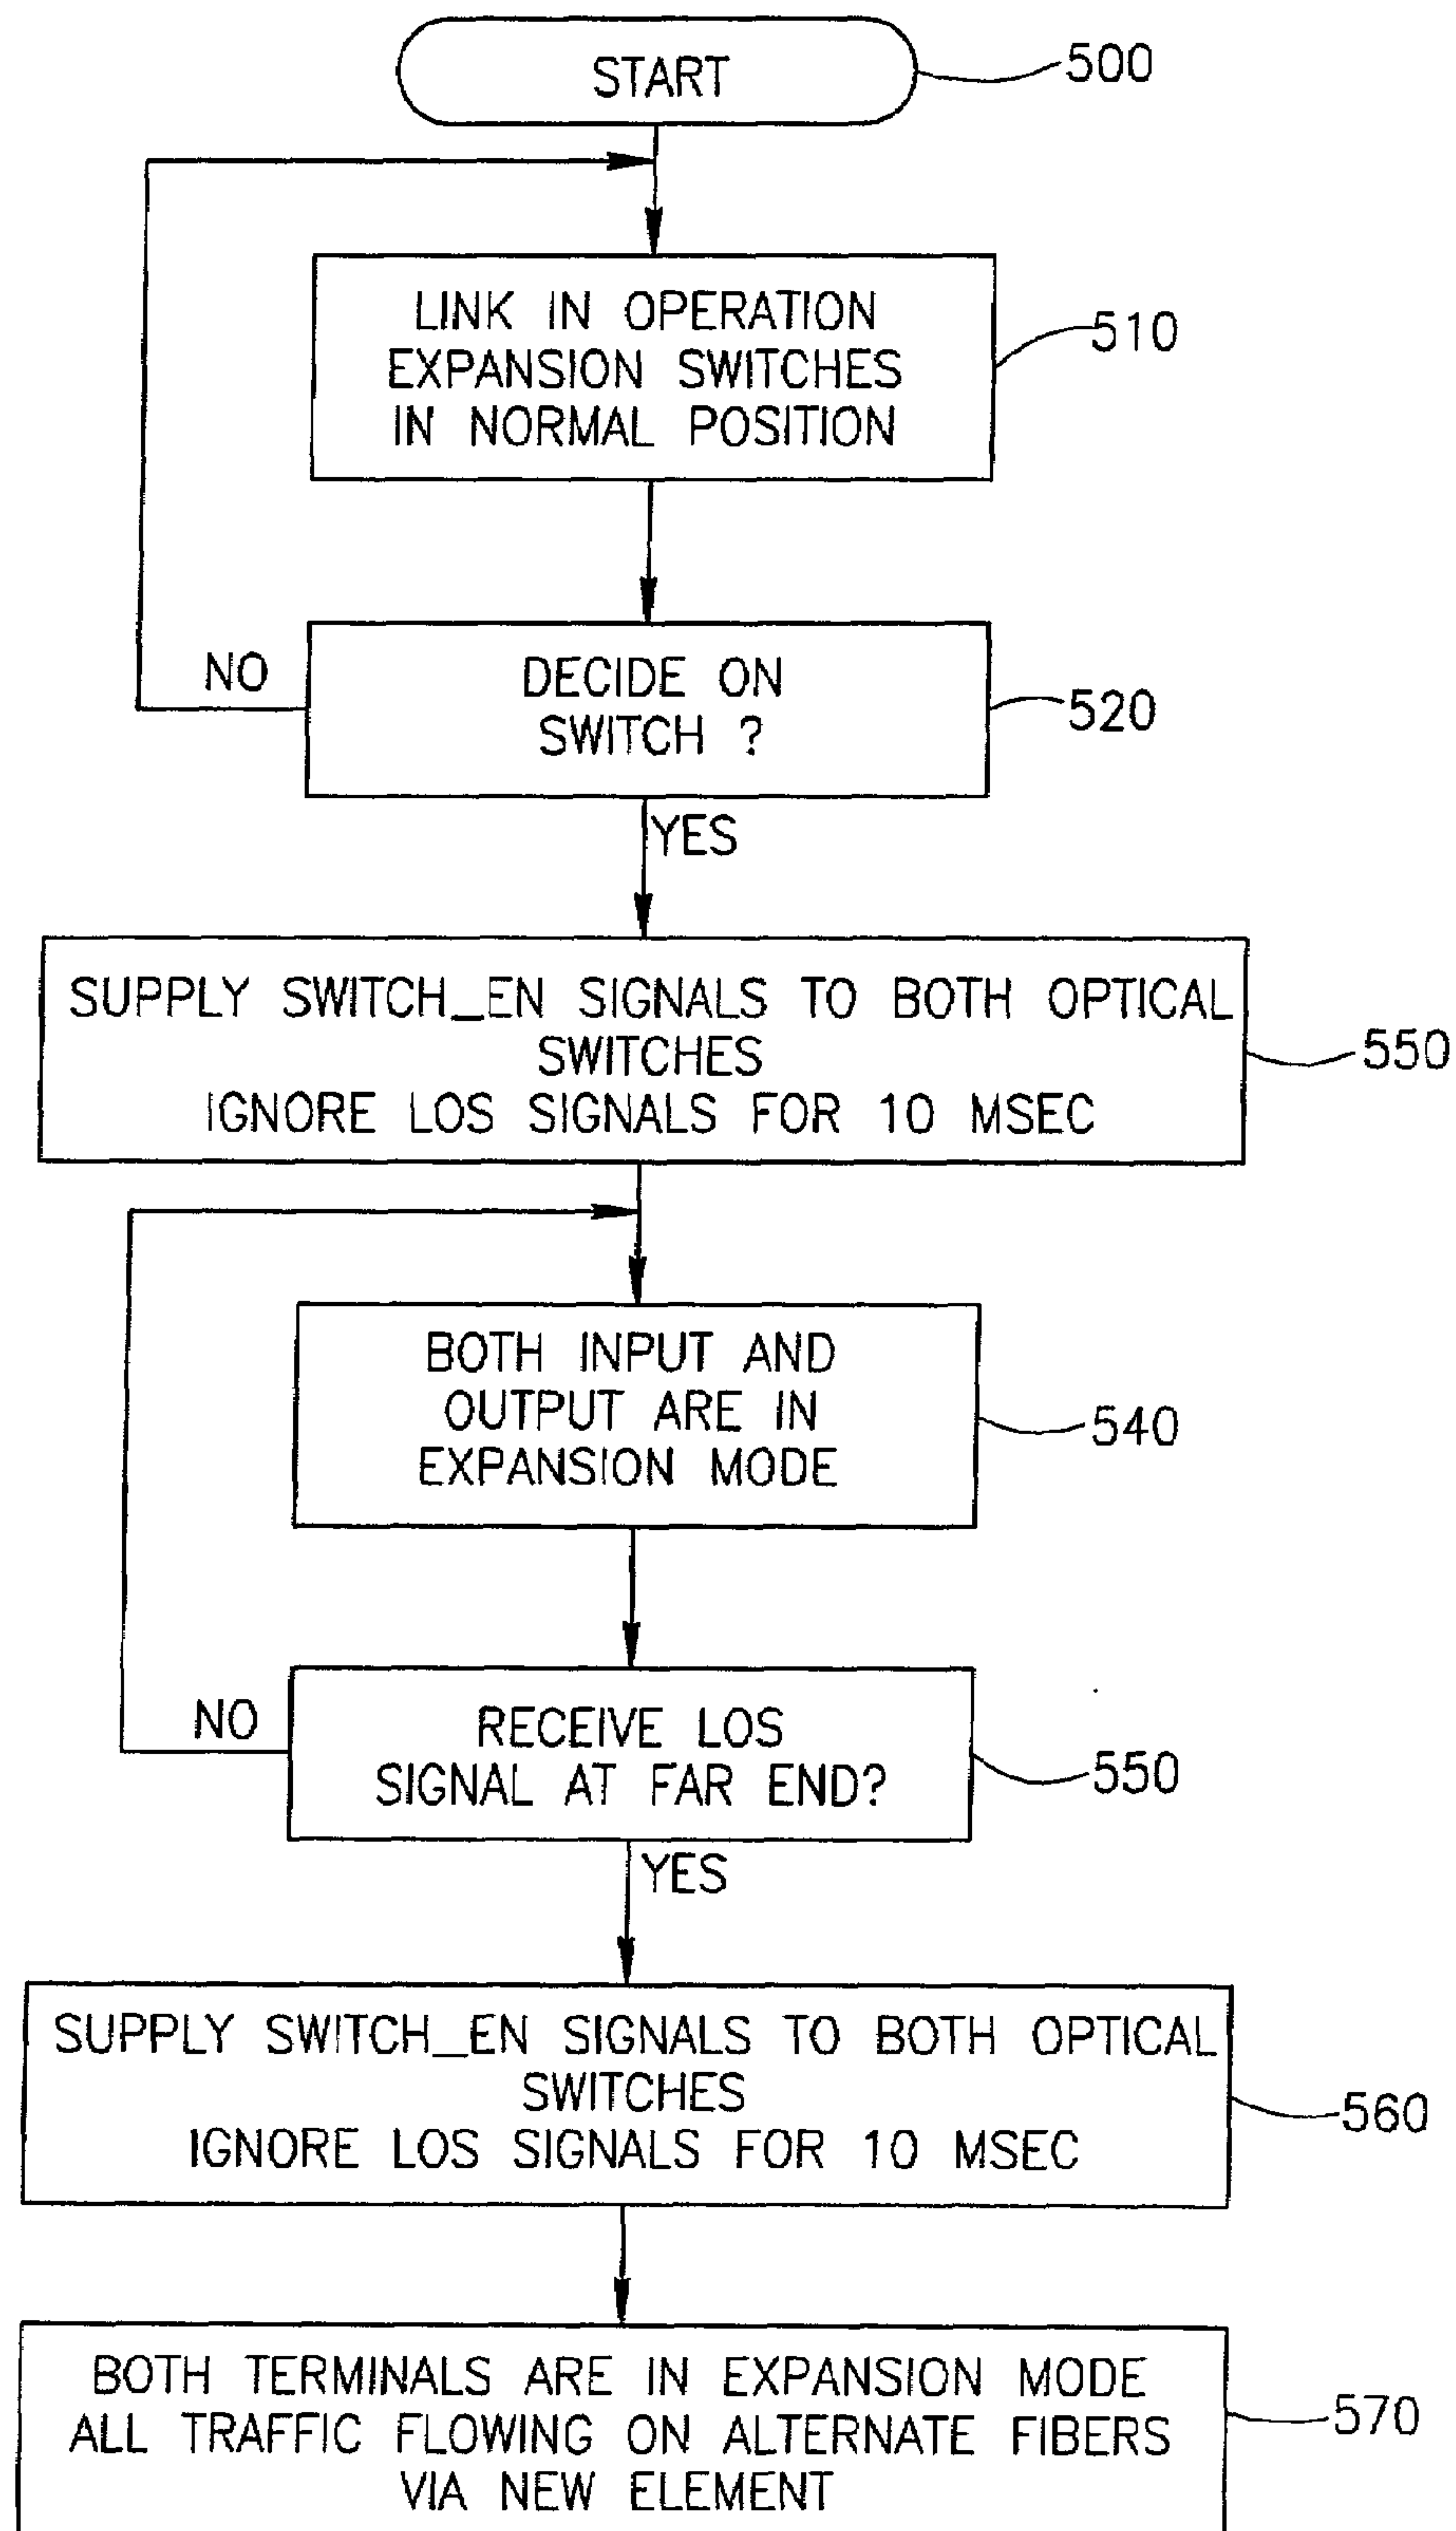 START
500
LINK IN OPERATION
EXPANSION SWITCHES
IN NORMAL POSITION
510
NO
DECIDE ON
SWITCH ?
520
YES
SUPPLY SWITCH_EN SIGNALS TO BOTH OPTICAL
SWITCHES
IGNORE LOS SIGNALS FOR 10 MSEC
550
BOTH INPUT AND
OUTPUT ARE IN
EXPANSION MODE
540
NO
RECEIVE LOS
SIGNAL AT FAR END?
550
YES
SUPPLY SWITCH_EN SIGNALS TO BOTH OPTICAL
SWITCHES
IGNORE LOS SIGNALS FOR 10 MSEC
560
BOTH TERMINALS ARE IN EXPANSION MODE
ALL TRAFFIC FLOWING ON ALTERNATE FIBERS
VIA NEW ELEMENT
570